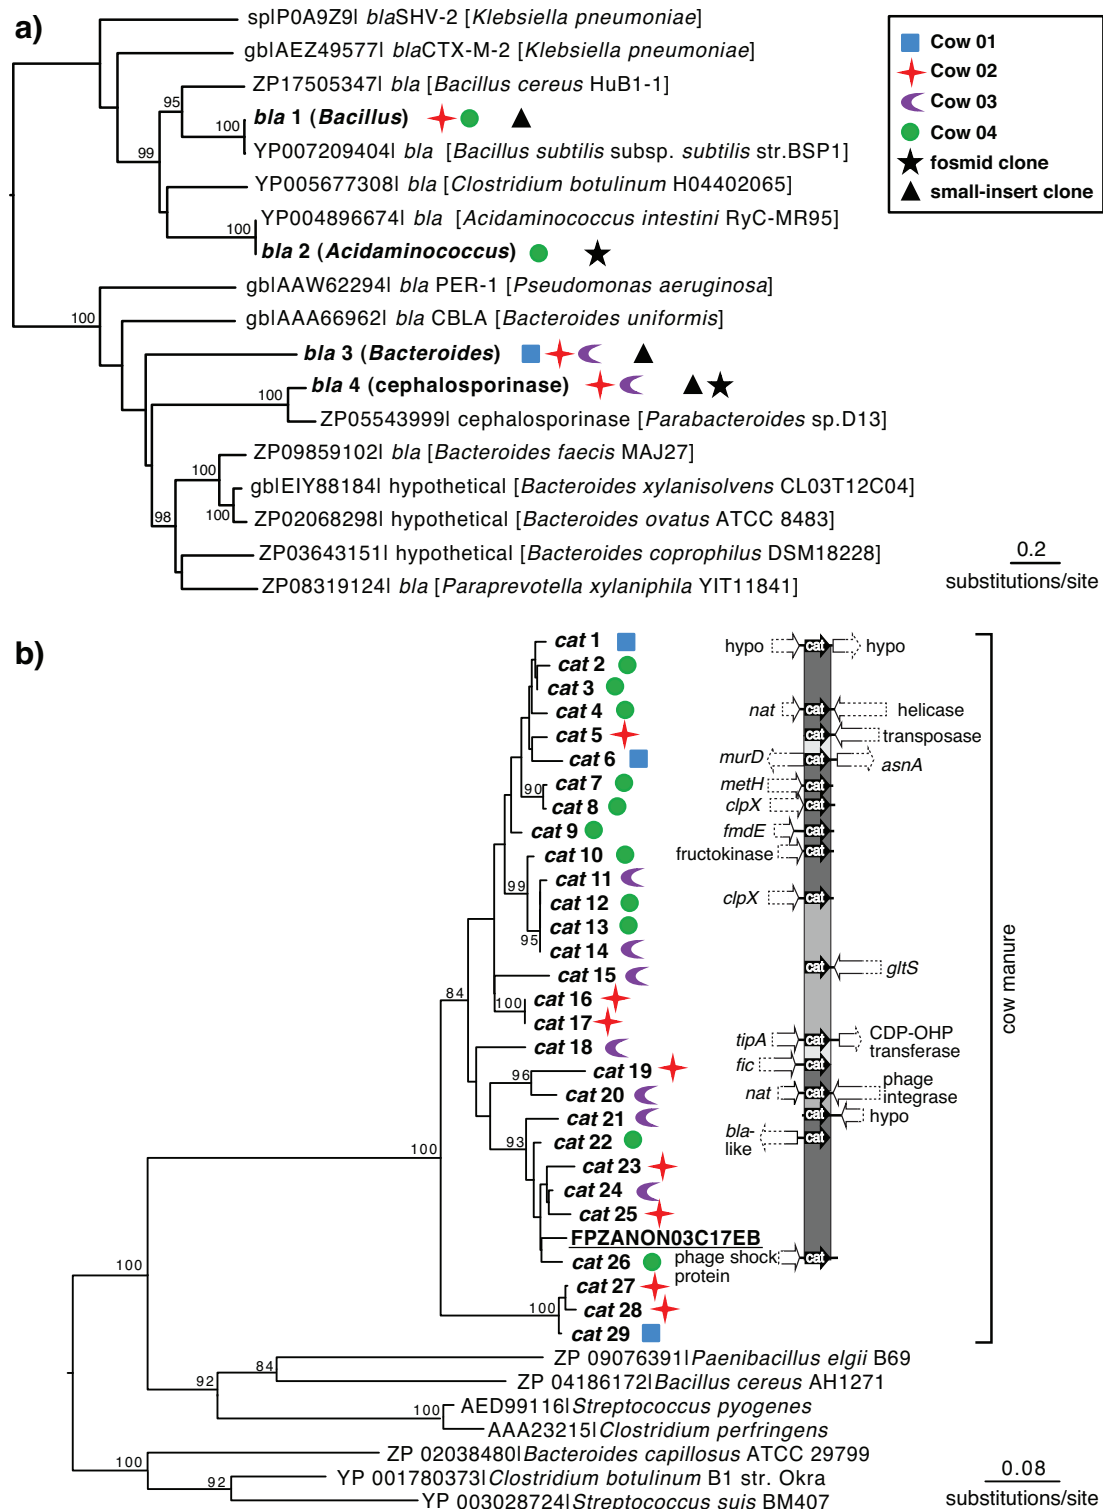 a)
sp|P0A9Z9| blaSHV-2 [Klebsiella pneumoniae]
gb|AEZ49577| blaCTX-M-2 [Klebsiella pneumoniae]
ZP17505347| bla [Bacillus cereus HuB1-1]
95
bla 1 (Bacillus)
100
YP007209404| bla [Bacillus subtilis subsp. subtilis str.BSP1]
99
YP005677308| bla [Clostridium botulinum H04402065]
YP004896674| bla [Acidaminococcus intestini RyC-MR95]
100
bla 2 (Acidaminococcus)
gb|AAW62294| bla PER-1 [Pseudomonas aeruginosa]
100
gb|AAA66962| bla CBLA [Bacteroides uniformis]
bla 3 (Bacteroides)
bla 4 (cephalosporinase)
100
ZP05543999| cephalosporinase [Parabacteroides sp.D13]
ZP09859102| bla [Bacteroides faecis MAJ27]
100
gb|EIY88184| hypothetical [Bacteroides xylanisolvens CL03T12C04]
100
98
ZP02068298| hypothetical [Bacteroides ovatus ATCC 8483]
ZP03643151| hypothetical [Bacteroides coprophilus DSM18228]
ZP08319124| bla [Paraprevotella xylaniphila YIT11841]
Cow 01
Cow 02
Cow 03
Cow 04
fosmid clone
small-insert clone
0.2
substitutions/site
b)
cat 1
cat 2
cat 3
cat 4
cat 5
cat 6
90
cat 7
cat 8
cat 9
cat 10
99
cat 11
cat 12
cat 13
95
cat 14
84
cat 15
100
cat 16
cat 17
cat 18
96
cat 19
cat 20
cat 21
93
cat 22
100
cat 23
cat 24
cat 25
FPZANON03C17EB
cat 26
100
cat 27
100
cat 28
cat 29
ZP 09076391|Paenibacillus elgii B69
84
92
ZP 04186172|Bacillus cereus AH1271
100
AED99116|Streptococcus pyogenes
AAA23215|Clostridium perfringens
100
ZP 02038480|Bacteroides capillosus ATCC 29799
92
YP 001780373|Clostridium botulinum B1 str. Okra
YP 003028724|Streptococcus suis BM407
hypo cat hypo
nat cat helicase
cat transposase
murD cat asnA
metH cat
clpX cat
fmdE cat
fructokinase cat
clpX cat
cat gltS
tipA cat CDP-OHP
transferase
fic cat
nat cat phage
integrase
cat hypo
bla-
like cat
phage shock
protein cat
cow manure
0.08
substitutions/site